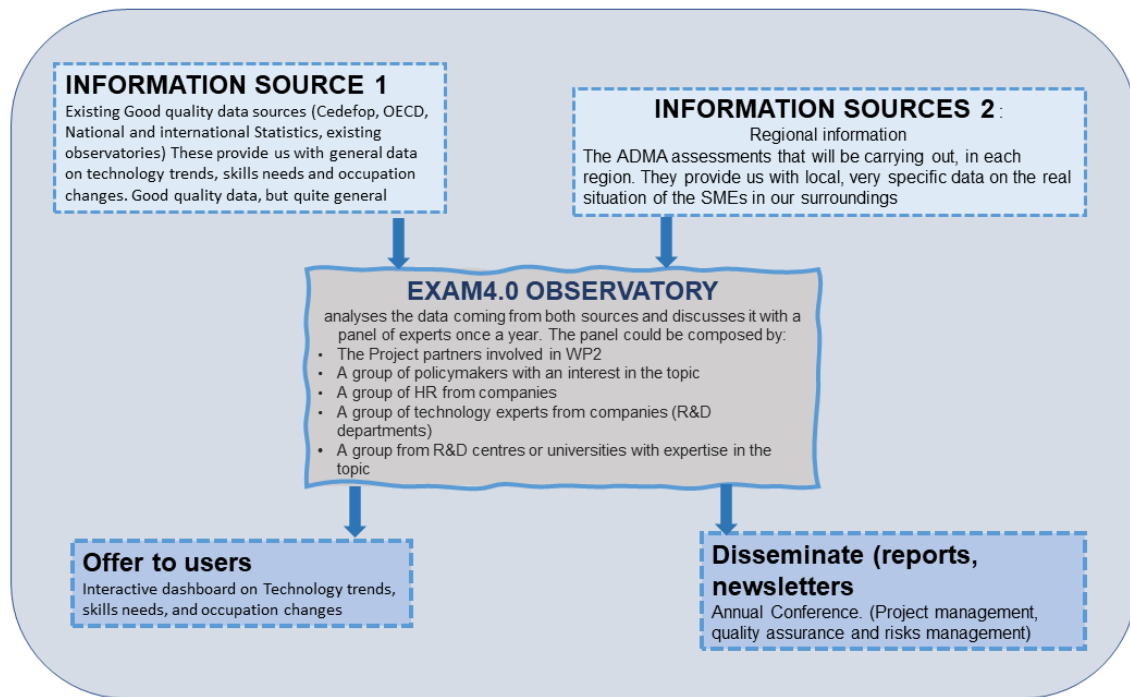 INFORMATION SOURCE 1
Existing Good quality data sources (Cedefop, OECD,
National and international Statistics, existing
observatories) These provide us with general data
on technology trends, skills needs and occupation
changes. Good quality data, but quite general
INFORMATION SOURCES 2 :
Regional information
The ADMA assessments that will be carrying out, in each
region. They provide us with local, very specific data on the real
situation of the SMEs in our surroundings
EXAM4.0 OBSERVATORY
analyses the data coming from both sources and discusses it with a
panel of experts once a year. The panel could be composed by:
• The Project partners involved in WP2
• A group of policymakers with an interest in the topic
• A group of HR from companies
• A group of technology experts from companies (R&D
departments)
• A group from R&D centres or universities with expertise in the
topic
Offer to users
Interactive dashboard on Technology trends,
skills needs, and occupation changes
Disseminate (reports,
newsletters
Annual Conference. (Project management,
quality assurance and risks management)